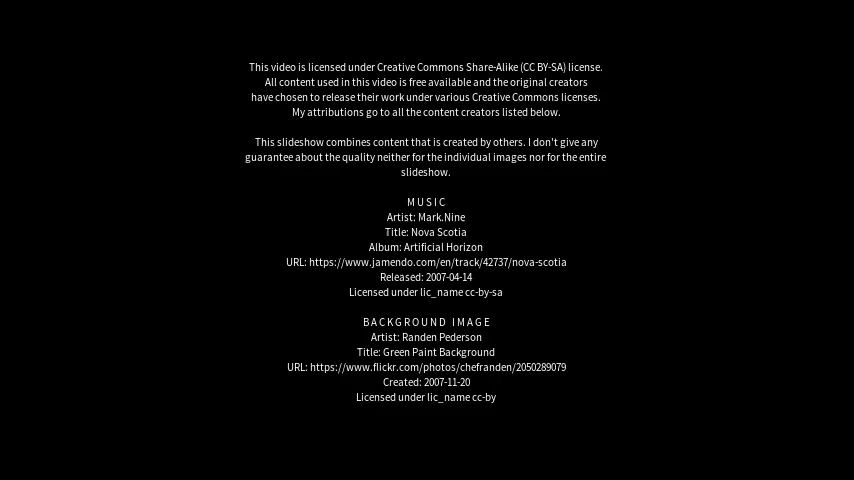 This video is licensed under Creative Commons Share-Alike (CC BY-SA) license.
All content used in this video is free available and the original creators
have chosen to release their work under various Creative Commons licenses.
My attributions go to all the content creators listed below.
This slideshow combines content that is created by others. I don't give any
guarantee about the quality neither for the individual images nor for the entire
slideshow.
MUSIC
Artist: Mark.Nine
Title: Nova Scotia
Album: Artificial Horizon
URL: https://www.jamendo.com/en/track/42737/nova-scotia
Released: 2007-04-14
Licensed under lic_name cc-by-sa
BACKGROUND IMAGE
Artist: Randen Pederson
Title: Green Paint Background
URL: https://www.flickr.com/photos/chefranden/2050289079
Created: 2007-11-20
Licensed under lic_name cc-by